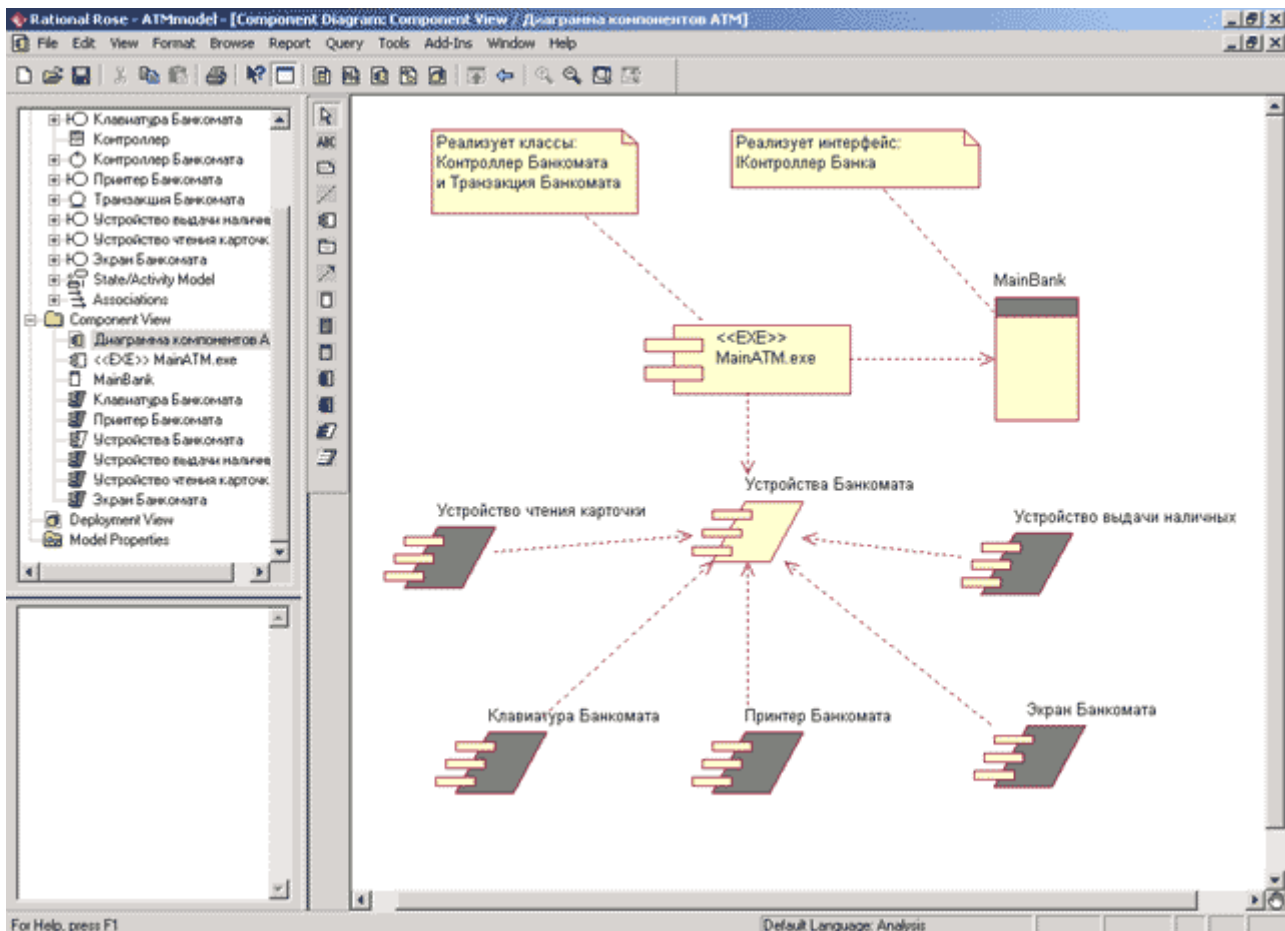 Rational Rose - ATMmodel - [Component Diagram: Component View / Диаграмма компонентов ATM]
File Edit View Format Browse Report Query Tools Add-Ins Window Help
Клавиатура Банкомата
Контроллер
Контроллер Банкомата
Принтер Банкомата
Транзакция Банкомата
Устройство выдачи наличн
Устройство чтения карточк
Экран Банкомата
State/Activity Model
Associations
Component View
Диаграмма компонентов А
<<EXE>> MainATM.exe
MainBank
Клавиатура Банкомата
Принтер Банкомата
Устройства Банкомата
Устройство выдачи наличн
Устройство чтения карточк
Экран Банкомата
Deployment View
Model Properties
ABC
Реализует классы:
Контроллер Банкомата
и Транзакция Банкомата
Реализует интерфейс:
IКонтроллер Банка
MainBank
<<EXE>>
MainATM.exe
Устройства Банкомата
Устройство чтения карточки
Устройство выдачи наличных
Клавиатура Банкомата
Принтер Банкомата
Экран Банкомата
For Help, press F1
Default Language: Analysis